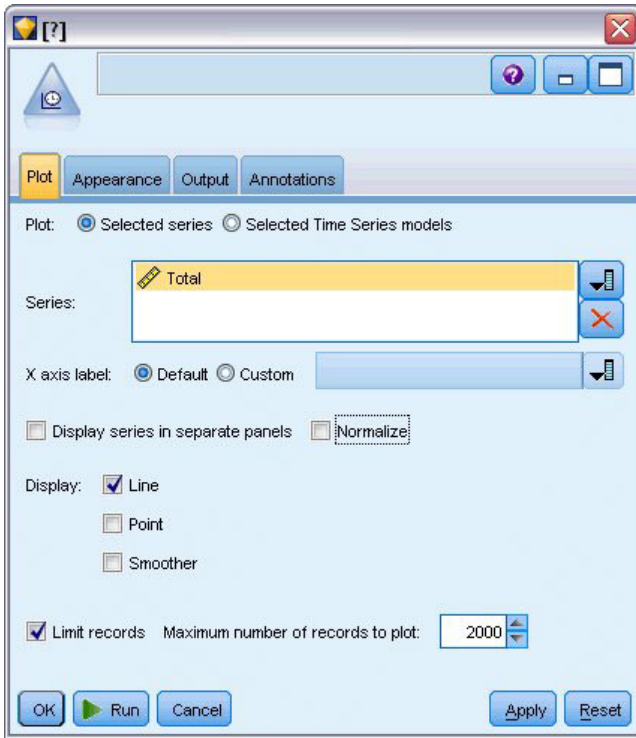 [?]
Plot Appearance Output Annotations
Plot: Selected series Selected Time Series models
Series: Total
X axis label: Default Custom
Display series in separate panels Normalize
Display: Line
Point
Smoother
Limit records Maximum number of records to plot: 2000
OK Run Cancel Apply Reset